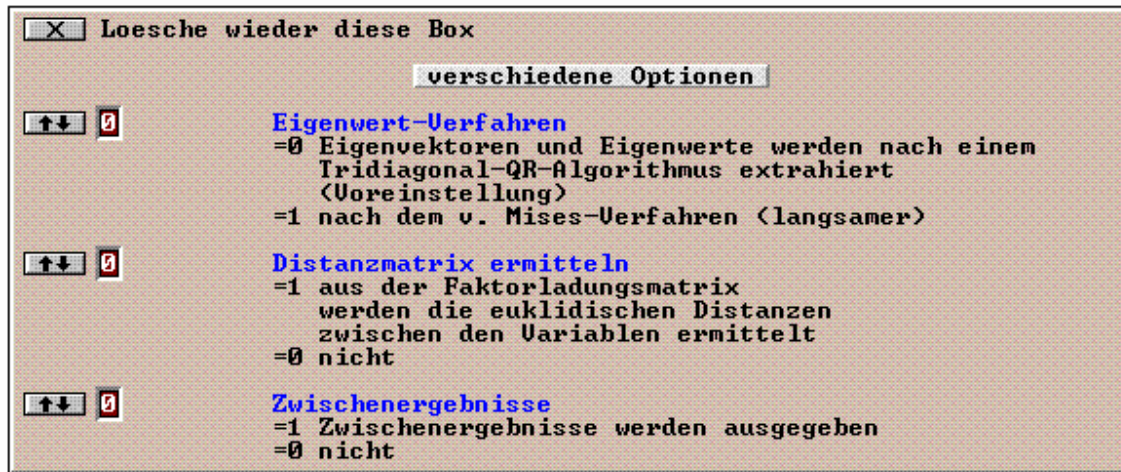 X Loesche wieder diese Box
verschiedene Optionen
0 Eigenwert-Verfahren
=0 Eigenvektoren und Eigenwerte werden nach einem
Tridiagonal-QR-Algorithmus extrahiert
(Voreinstellung)
=1 nach dem v. Mises-Verfahren (langsamer)
0 Distanzmatrix ermitteln
=1 aus der Faktorladungsmatrix
werden die euklidischen Distanzen
zwischen den Variablen ermittelt
=0 nicht
0 Zwischenergebnisse
=1 Zwischenergebnisse werden ausgegeben
=0 nicht